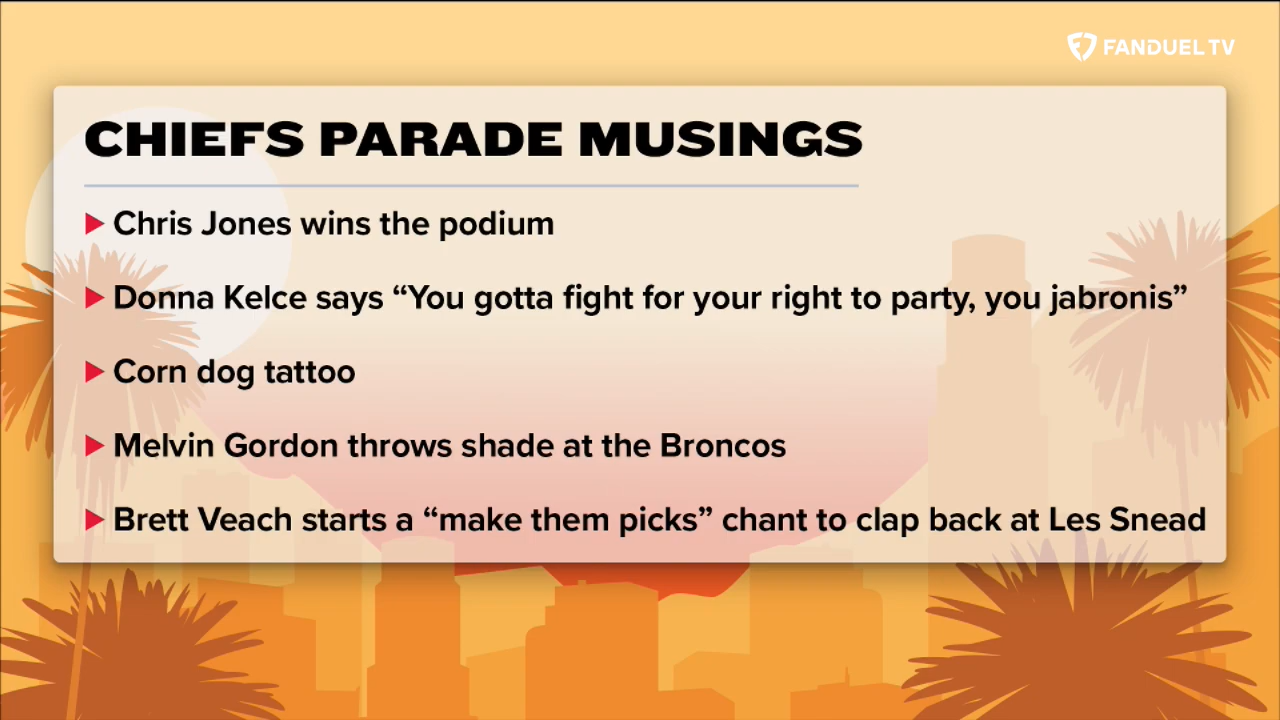 FANDUEL TV
CHIEFS PARADE MUSINGS
Chris Jones wins the podium
Donna Kelce says “You gotta fight for your right to party, you jabronis”
Corn dog tattoo
Melvin Gordon throws shade at the Broncos
Brett Veach starts a “make them picks” chant to clap back at Les Snead